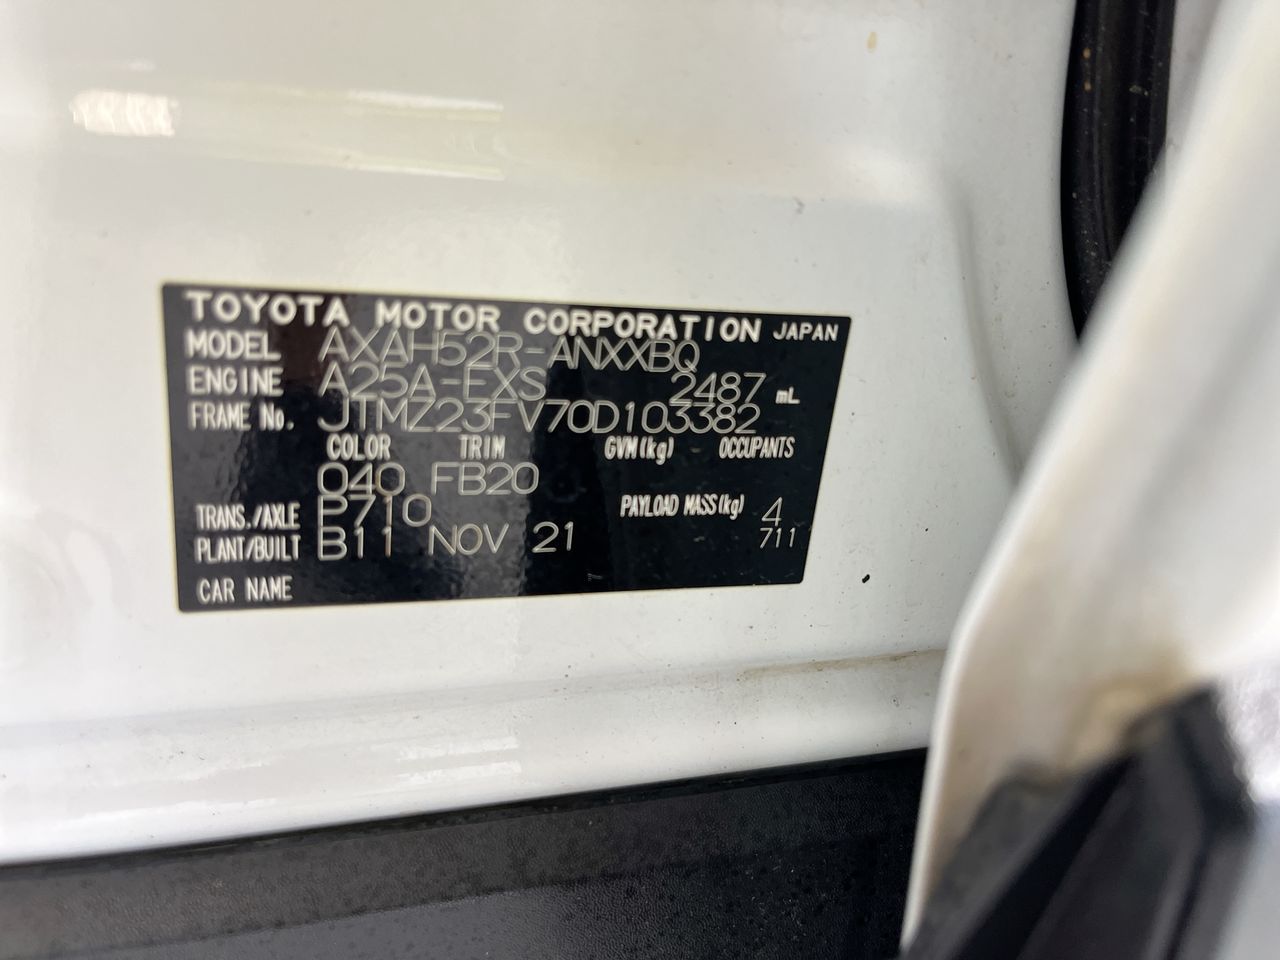 TOYOTA MOTOR CORPORATION JAPAN
MODEL AXAH52R-ANXXBQ
ENGINE A25A-EXS 2487 mL
FRAME No. JTMZ23FV70D103382
COLOR TRIM GVM(kg) OCCUPANTS
040 FB20
TRANS./AXLE P710 PAYLOAD MASS(kg) 4
PLANT/BUILT B11 NOV 21 711
CAR NAME